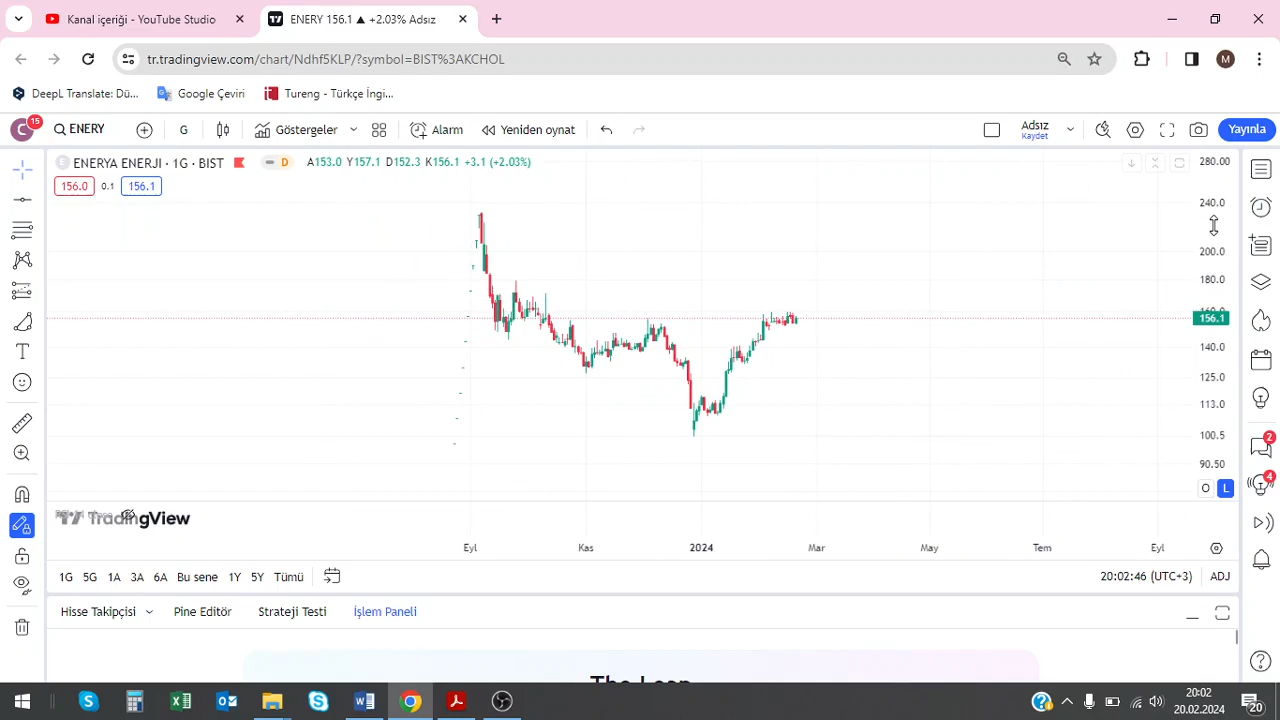 Kanal içeriği - YouTube Studio
ENERY 156.1 ▲ +2.03% Adsız
tr.tradingview.com/chart/Ndhf5KLP/?symbol=BIST%3AKCHOL
M
DeepL Translate: Dü...
Google Çeviri
Tureng - Türkçe İngi...
C 15
ENERY
G
Göstergeler
Alarm
Yeniden oynat
Adsız
Kaydet
Yayınla
E ENERYA ENERJİ · 1G · BIST
D
A153.0 Y157.1 D152.3 K156.1 +3.1 (+2.03%)
156.0 0.1 156.1
280.00
240.0
200.0
180.0
156.1
140.0
125.0
113.0
100.5
90.50
O L
TradingView
Eyl Kas 2024 Mar May Tem Eyl
1G 5G 1A 3A 6A Bu sene 1Y 5Y Tümü
20:02:46 (UTC+3) ADJ
Hisse Takipçisi
Pine Editör
Strateji Testi
İşlem Paneli
2
4
20:02
20.02.2024
20